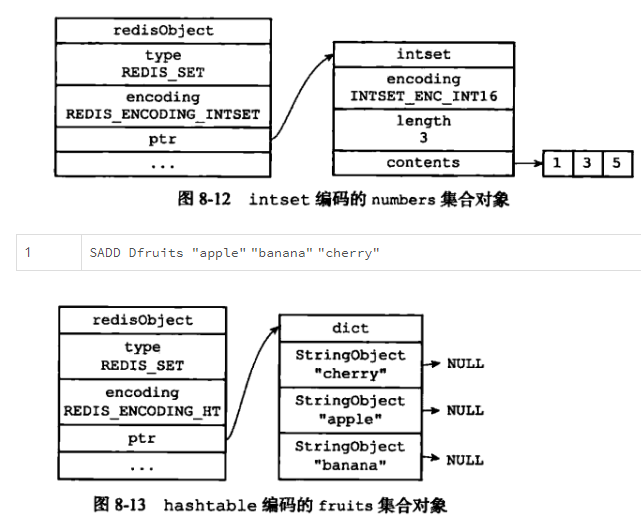 redisObject
type
REDIS_SET
encoding
REDIS_ENCODING_INTSET
ptr
...
intset
encoding
INTSET_ENC_INT16
length
3
contents
1 3 5
图 8-12 intset 编码的 numbers 集合对象
1 SADD Dfruits "apple" "banana" "cherry"
redisObject
type
REDIS_SET
encoding
REDIS_ENCODING_HT
ptr
...
dict
StringObject
"cherry"
NULL
StringObject
"apple"
NULL
StringObject
"banana"
NULL
图 8-13 hashtable 编码的 fruits 集合对象